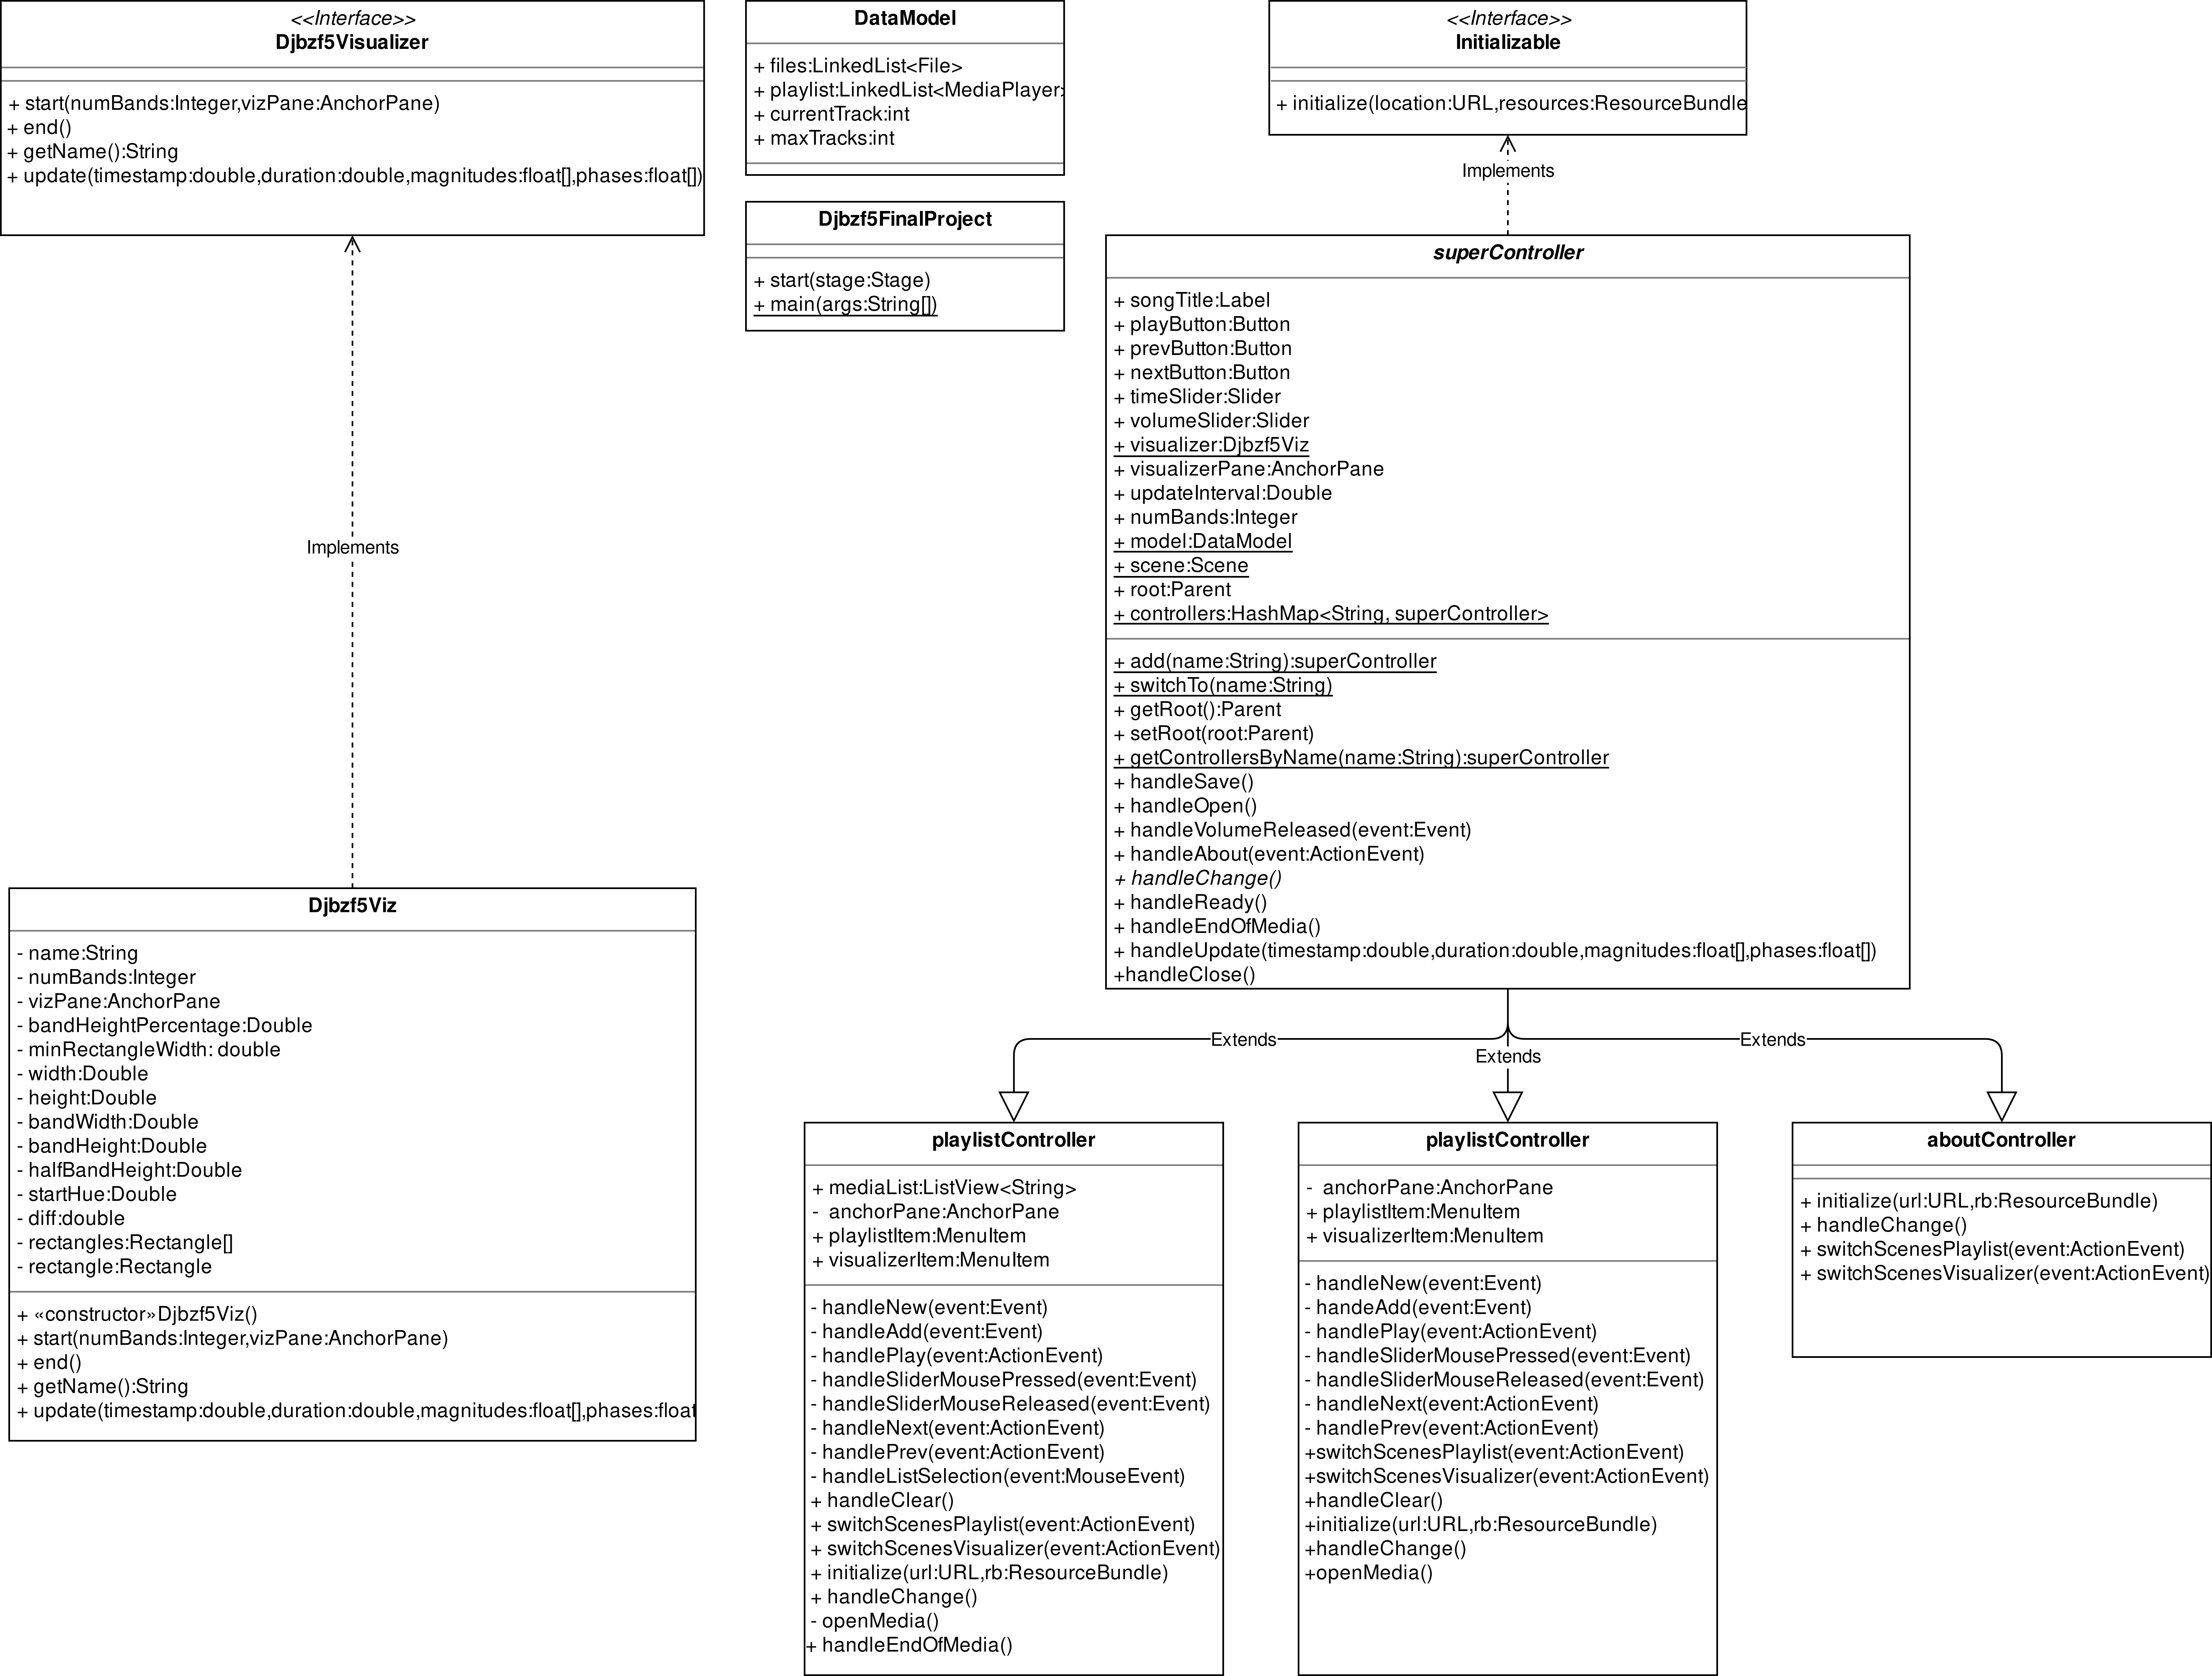 <<Interface>>
Djbzf5Visualizer
+ start(numBands:Integer,vizPane:AnchorPane)
+ end()
+ getName():String
+ update(timestamp:double,duration:double,magnitudes:float[],phases:float[])
DataModel
+ files:LinkedList<File>
+ playlist:LinkedList<MediaPlayer>
+ currentTrack:int
+ maxTracks:int
Djbzf5FinalProject
+ start(stage:Stage)
+ main(args:String[])
<<Interface>>
Initializable
+ initialize(location:URL,resources:ResourceBundle
Implements
superController
+ songTitle:Label
+ playButton:Button
+ prevButton:Button
+ nextButton:Button
+ timeSlider:Slider
+ volumeSlider:Slider
+ visualizer:Djbzf5Viz
+ visualizerPane:AnchorPane
+ updateInterval:Double
+ numBands:Integer
+ model:DataModel
+ scene:Scene
+ root:Parent
+ controllers:HashMap<String, superController>
+ add(name:String):superController
+ switchTo(name:String)
+ getRoot():Parent
+ setRoot(root:Parent)
+ getControllersByName(name:String):superController
+ handleSave()
+ handleOpen()
+ handleVolumeReleased(event:Event)
+ handleAbout(event:ActionEvent)
+ handleChange()
+ handleReady()
+ handleEndOfMedia()
+ handleUpdate(timestamp:double,duration:double,magnitudes:float[],phases:float[])
+handleClose()
Implements
Djbzf5Viz
- name:String
- numBands:Integer
- vizPane:AnchorPane
- bandHeightPercentage:Double
- minRectangleWidth: double
- width:Double
- height:Double
- bandWidth:Double
- bandHeight:Double
- halfBandHeight:Double
- startHue:Double
- diff:double
- rectangles:Rectangle[]
- rectangle:Rectangle
+ «constructor»Djbzf5Viz()
+ start(numBands:Integer,vizPane:AnchorPane)
+ end()
+ getName():String
+ update(timestamp:double,duration:double,magnitudes:float[],phases:float
Extends
Extends
Extends
playlistController
+ mediaList:ListView<String>
- anchorPane:AnchorPane
+ playlistItem:MenuItem
+ visualizerItem:MenuItem
- handleNew(event:Event)
- handleAdd(event:Event)
- handlePlay(event:ActionEvent)
- handleSliderMousePressed(event:Event)
- handleSliderMouseReleased(event:Event)
- handleNext(event:ActionEvent)
- handlePrev(event:ActionEvent)
- handleListSelection(event:MouseEvent)
+ handleClear()
+ switchScenesPlaylist(event:ActionEvent)
+ switchScenesVisualizer(event:ActionEvent)
+ initialize(url:URL,rb:ResourceBundle)
+ handleChange()
- openMedia()
+ handleEndOfMedia()
playlistController
- anchorPane:AnchorPane
+ playlistItem:MenuItem
+ visualizerItem:MenuItem
- handleNew(event:Event)
- handeAdd(event:Event)
- handlePlay(event:ActionEvent)
- handleSliderMousePressed(event:Event)
- handleSliderMouseReleased(event:Event)
- handleNext(event:ActionEvent)
- handlePrev(event:ActionEvent)
+switchScenesPlaylist(event:ActionEvent)
+switchScenesVisualizer(event:ActionEvent)
+handleClear()
+initialize(url:URL,rb:ResourceBundle)
+handleChange()
+openMedia()
aboutController
+ initialize(url:URL,rb:ResourceBundle)
+ handleChange()
+ switchScenesPlaylist(event:ActionEvent)
+ switchScenesVisualizer(event:ActionEvent)